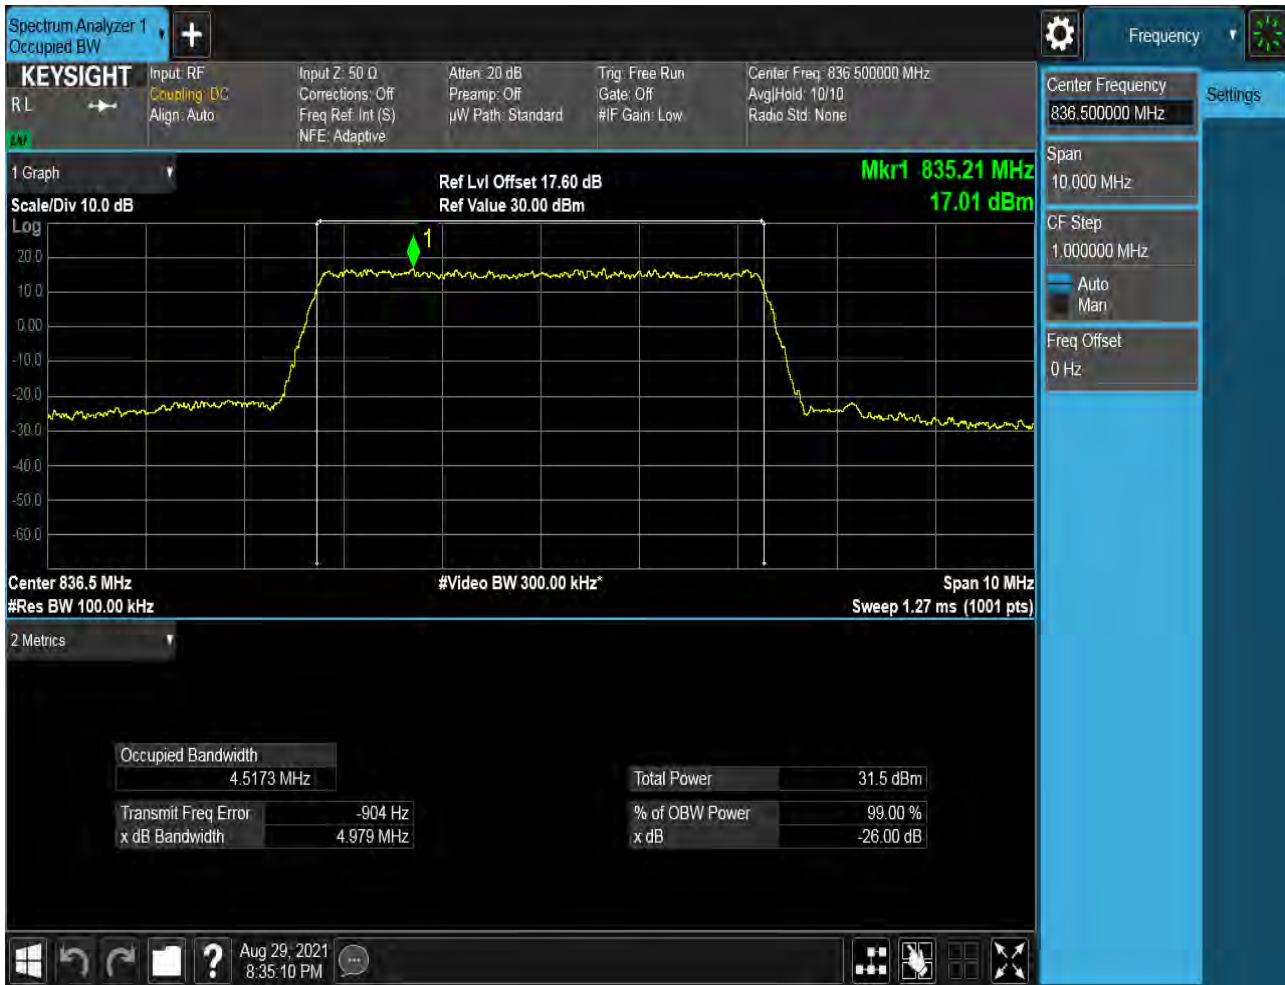 Spectrum Analyzer 1
Occupied BW
Frequency
KEYSIGHT
R L
Input: RF
Coupling: DC
Align: Auto
Input Z: 50 Ω
Corrections: Off
Freq Ref: Int (S)
NFE: Adaptive
Atten: 20 dB
Preamp: Off
µW Path: Standard
Trig: Free Run
Gate: Off
#IF Gain: Low
Center Freq: 836.500000 MHz
Avg|Hold: 10/10
Radio Std: None
Center Frequency
836.500000 MHz
Settings
Span
10.000 MHz
CF Step
1.000000 MHz
Auto
Man
Freq Offset
0 Hz
1 Graph
Scale/Div 10.0 dB
Ref Lvl Offset 17.60 dB
Ref Value 30.00 dBm
Mkr1 835.21 MHz
17.01 dBm
Log
1
20.0
10.0
0.00
-10.0
-20.0
-30.0
-40.0
-50.0
-60.0
Center 836.5 MHz
#Video BW 300.00 kHz*
Span 10 MHz
#Res BW 100.00 kHz
Sweep 1.27 ms (1001 pts)
2 Metrics
Occupied Bandwidth
4.5173 MHz
Total Power 31.5 dBm
Transmit Freq Error -904 Hz
% of OBW Power 99.00 %
x dB Bandwidth 4.979 MHz
x dB -26.00 dB
?
Aug 29, 2021
8:35:10 PM